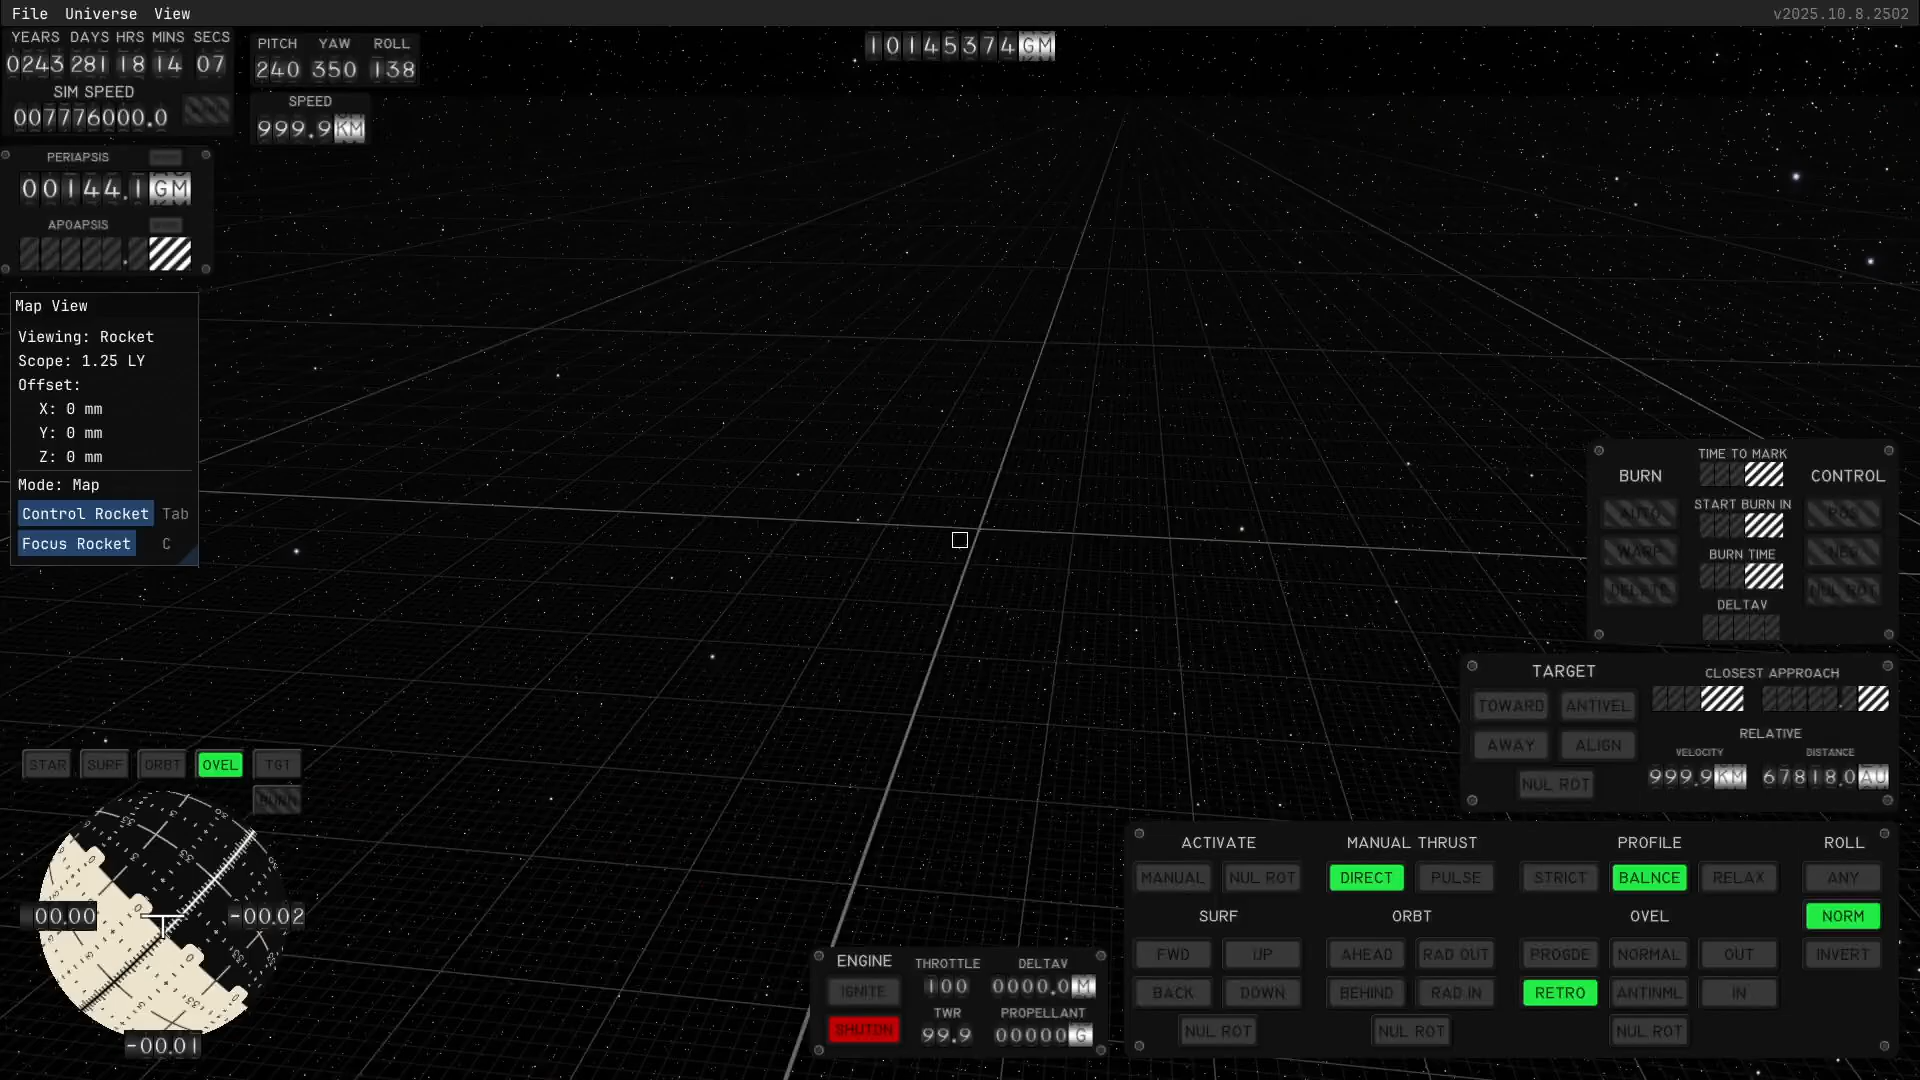 File Universe View
v2025.10.8.2502
YEARS DAYS HRS MINS SECS
0243 281 18 14 07
SIM SPEED
007776000.0
PITCH YAW ROLL
240 350 138
SPEED
999.9 KM
10145374 GM
PERIAPSIS
00144.1 GM
APOAPSIS
Map View
Viewing: Rocket
Scope: 1.25 LY
Offset:
X: 0 mm
Y: 0 mm
Z: 0 mm
Mode: Map
Control Rocket Tab
Focus Rocket C
BURN
TIME TO MARK
CONTROL
AUTO
START BURN IN
POS
WARP
BURN TIME
NEG
DELETE
DELTAV
NUL ROT
TARGET
CLOSEST APPROACH
TOWARD ANTIVEL
AWAY ALIGN
NUL ROT
RELATIVE
VELOCITY DISTANCE
999.9 KM 67818.0 AU
STAR SURF ORBT OVEL TGT
BURN
00.00
-00.02
-00.01
ENGINE THROTTLE DELTAV
IGNITE 100 0000.0 M
SHUTDN TWR PROPELLANT
99.9 00000 G
ACTIVATE MANUAL THRUST PROFILE ROLL
MANUAL NUL ROT DIRECT PULSE STRICT BALNCE RELAX ANY
SURF ORBT OVEL NORM
FWD UP AHEAD RAD OUT PROGDE NORMAL OUT INVERT
BACK DOWN BEHIND RAD IN RETRO ANTINML IN
NUL ROT NUL ROT NUL ROT